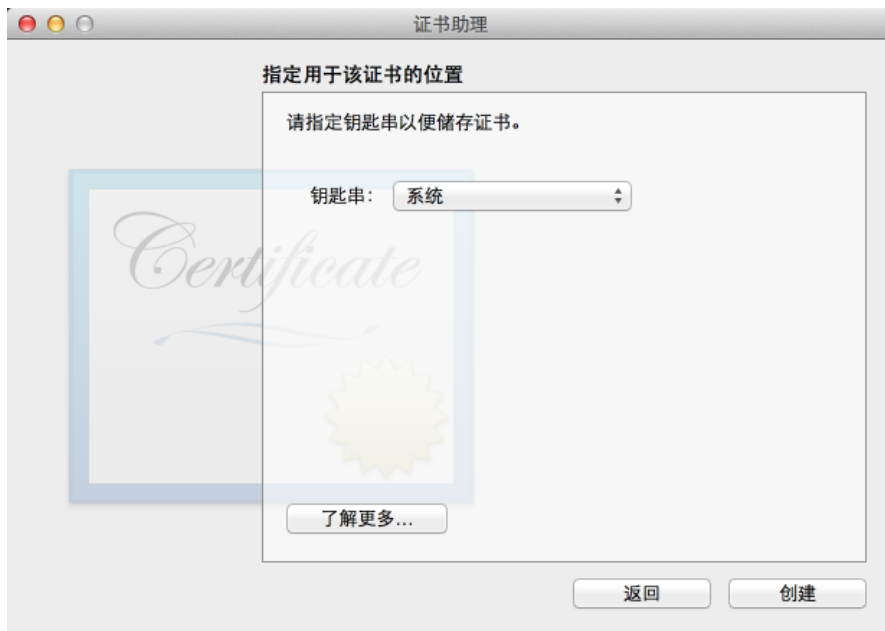 证书助理
指定用于该证书的位置
请指定钥匙串以便储存证书。
钥匙串： 系统
Certificate
了解更多...
返回 创建